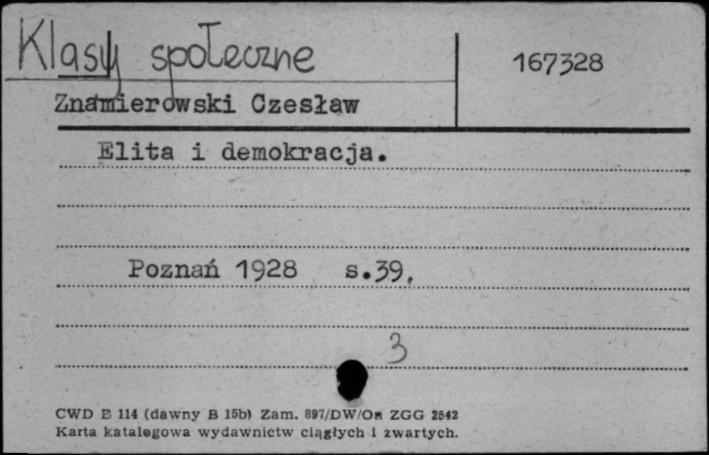 Klasy społeczne
167328
Znamierowski Czesław
Elita i demokracja.
Poznań 1928 s.39.
3
CWD B 114 (dawny B 15b) Zam. 897/DW/Om ZGG 2542
Karta katalogowa wydawnictw ciągłych i zwartych.